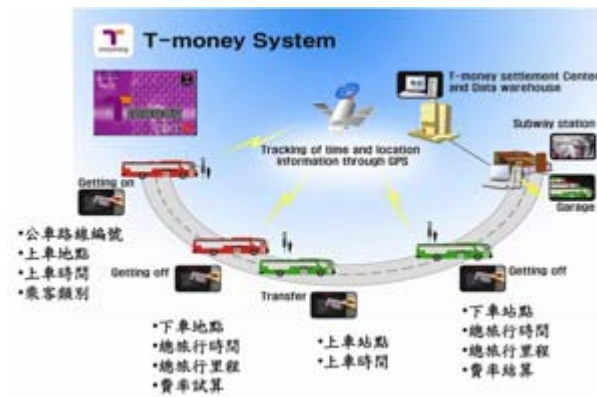 T-money System
T-money settlement Center
and Data warehouse
Subway station
Tracking of time and location
information through GPS
Getting on
Garage
•公車路線編號
•上車地點
•上車時間
•乘客類別
Getting off
Transfer
Getting off
•下車地點
•總旅行時間
•總旅行里程
•費率試算
•上車站點
•上車時間
•下車站點
•總旅行時間
•總旅行里程
•費率結算